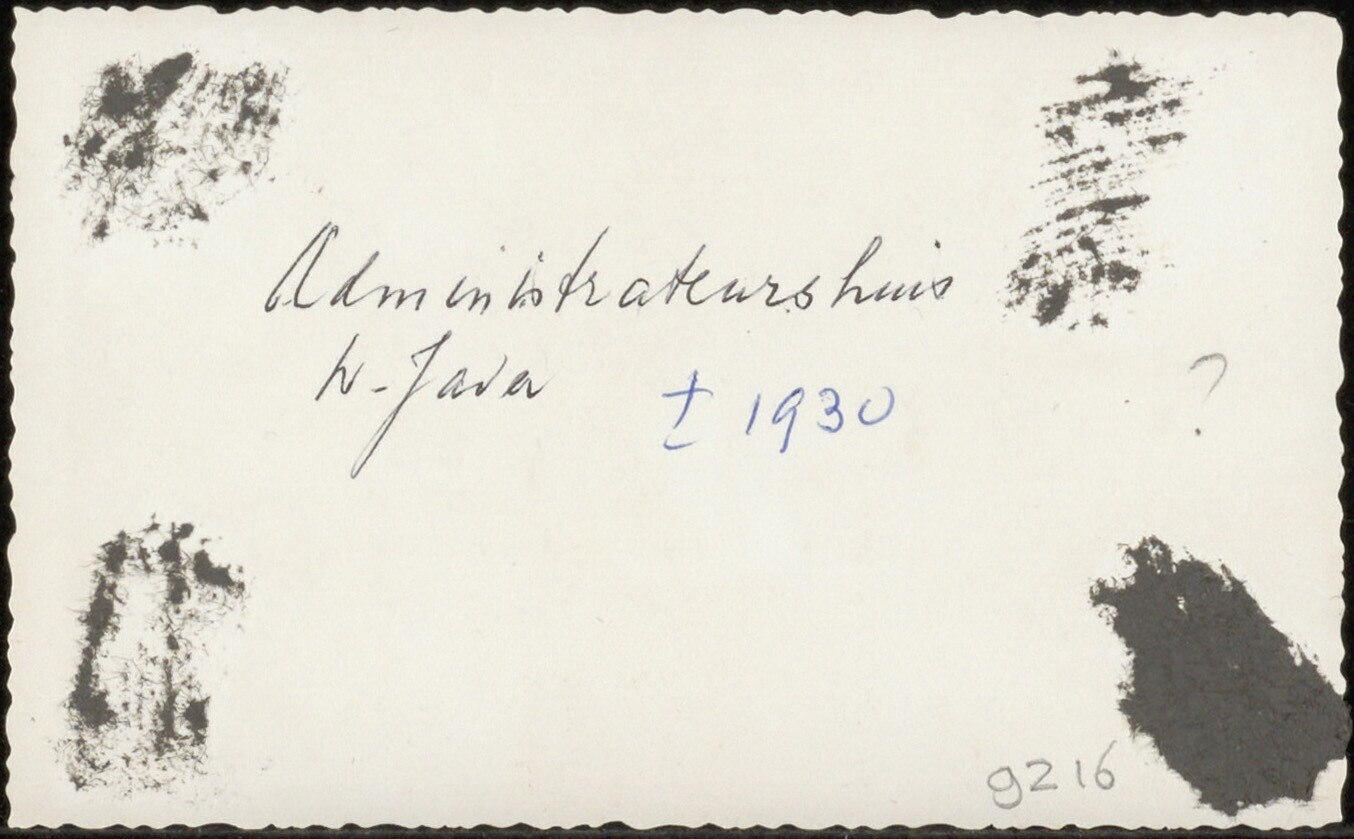 Administrateurshuis
W-Java ± 1930
?
9216